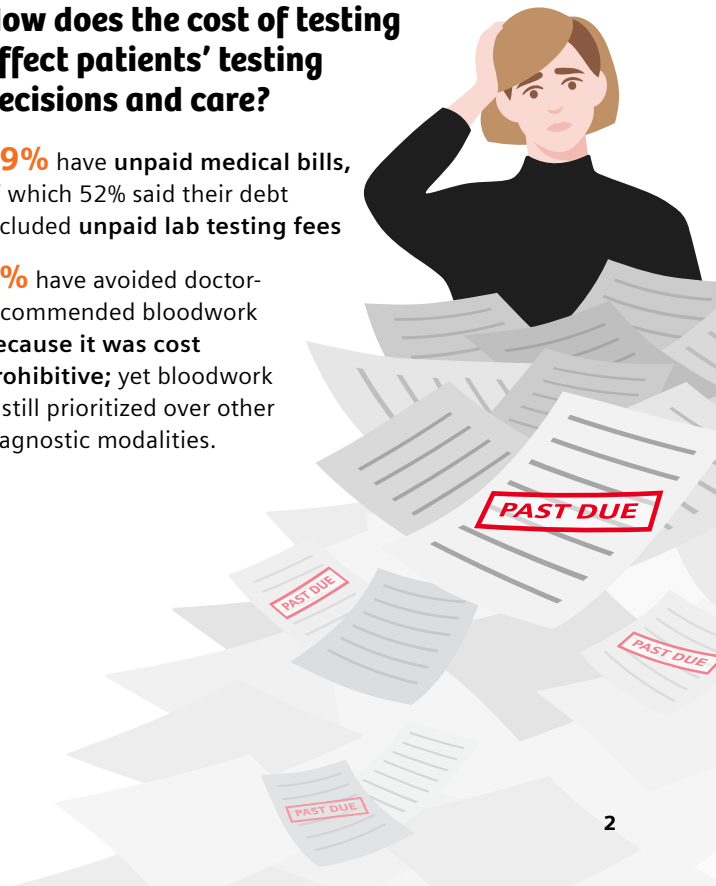 ow does the cost of testing
ffect patients’ testing
ecisions and care?
9% have unpaid medical bills,
which 52% said their debt
cluded unpaid lab testing fees
% have avoided doctor-
commended bloodwork
ecause it was cost
rohibitive; yet bloodwork
still prioritized over other
agnostic modalities.
PAST DUE
PAST DUE
PAST DUE
PAST DUE
2